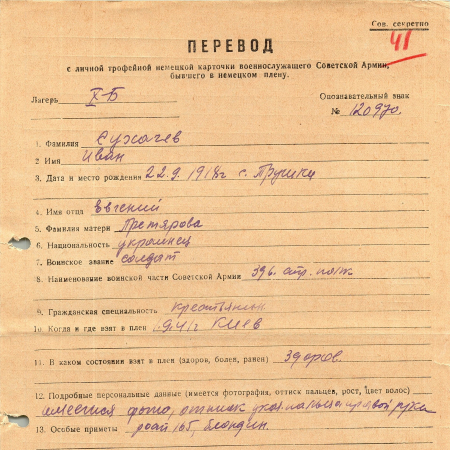 Сов. секретно
41
ПЕРЕВОД
с личной трофейной немецкой карточки военнослужащего Советской Армии,
бывшего в немецком плену.
Лагерь X-Б Опознавательный знак
№ 120970.
1. Фамилия Сухачев
2. Имя Иван
3. Дата и место рождения 22.9.1918г с.
4. Имя отца Евгений
5. Фамилия матери
6. Национальность украинец
7. Воинское звание солдат
8. Наименование воинской части Советской Армии 396. стр. полк
9. Гражданская специальность крестьянин
10 Когда и где взят в плен 9.41г Киев
11. В каком состоянии взят в плен (здоров, болен, ранен) здоров.
12. Подробные персональные данные (имеется фотография, оттиск пальцев, рост, цвет волос)
имеется фото, оттиск указ. пальца правой руки
13. Особые приметы рост 165, блондин.